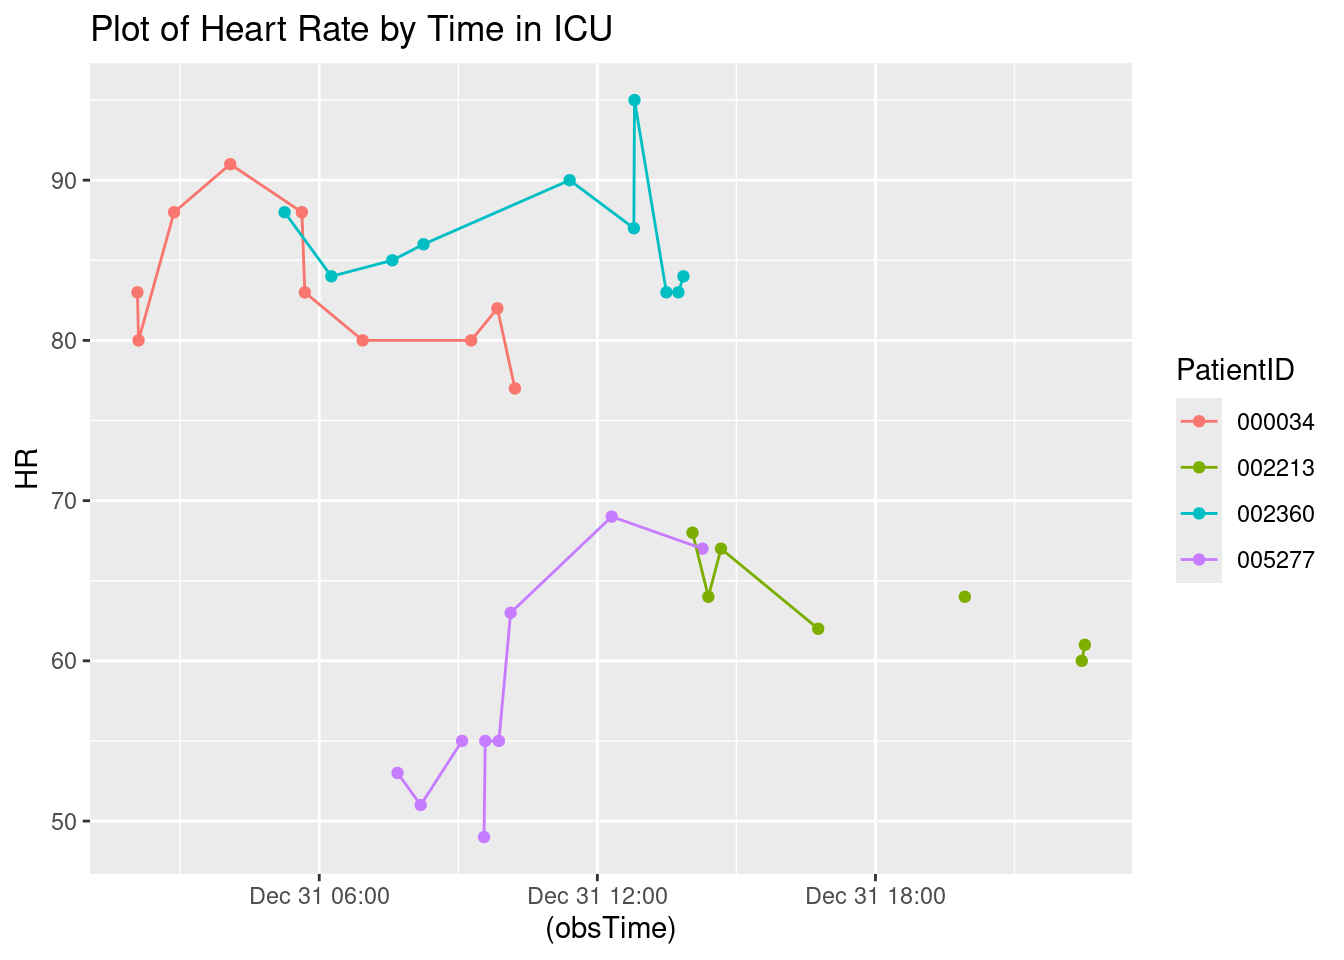 Plot of Heart Rate by Time in ICU
90
80
70
60
50
HR
Dec 31 06:00
Dec 31 12:00
Dec 31 18:00
(obsTime)
PatientID
000034
002213
002360
005277